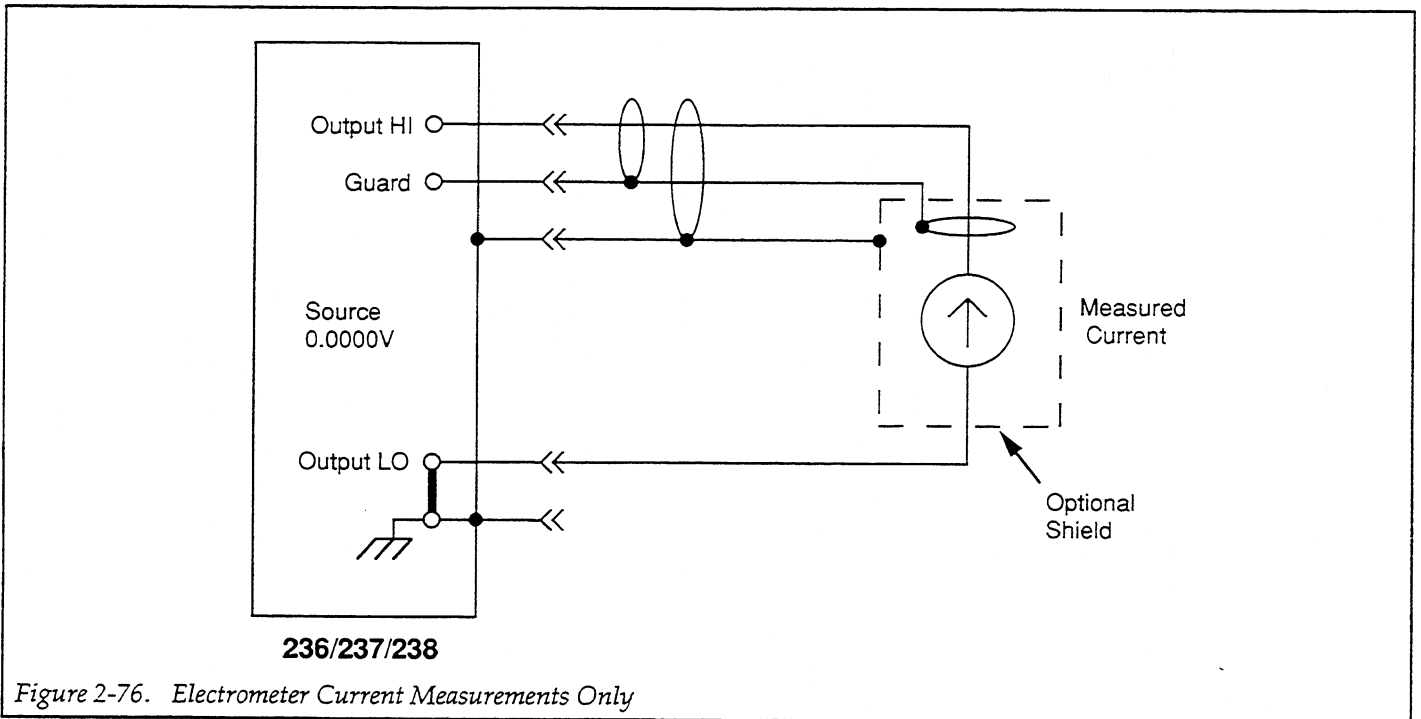 Output HI
Guard
Source
0.0000V
Measured
Current
Output LO
Optional
Shield
236/237/238
Figure 2-76. Electrometer Current Measurements Only